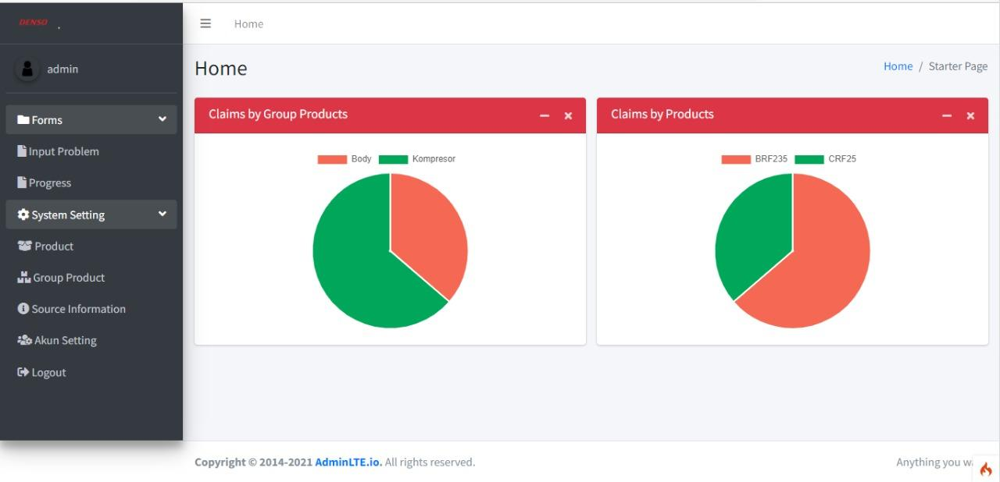 DENSO .
admin
Forms
Input Problem
Progress
System Setting
Product
Group Product
Source Information
Akun Setting
Logout
Home
Home
Home / Starter Page
Claims by Group Products
Body Kompresor
Claims by Products
BRF235 CRF25
Copyright © 2014-2021 AdminLTE.io. All rights reserved.
Anything you